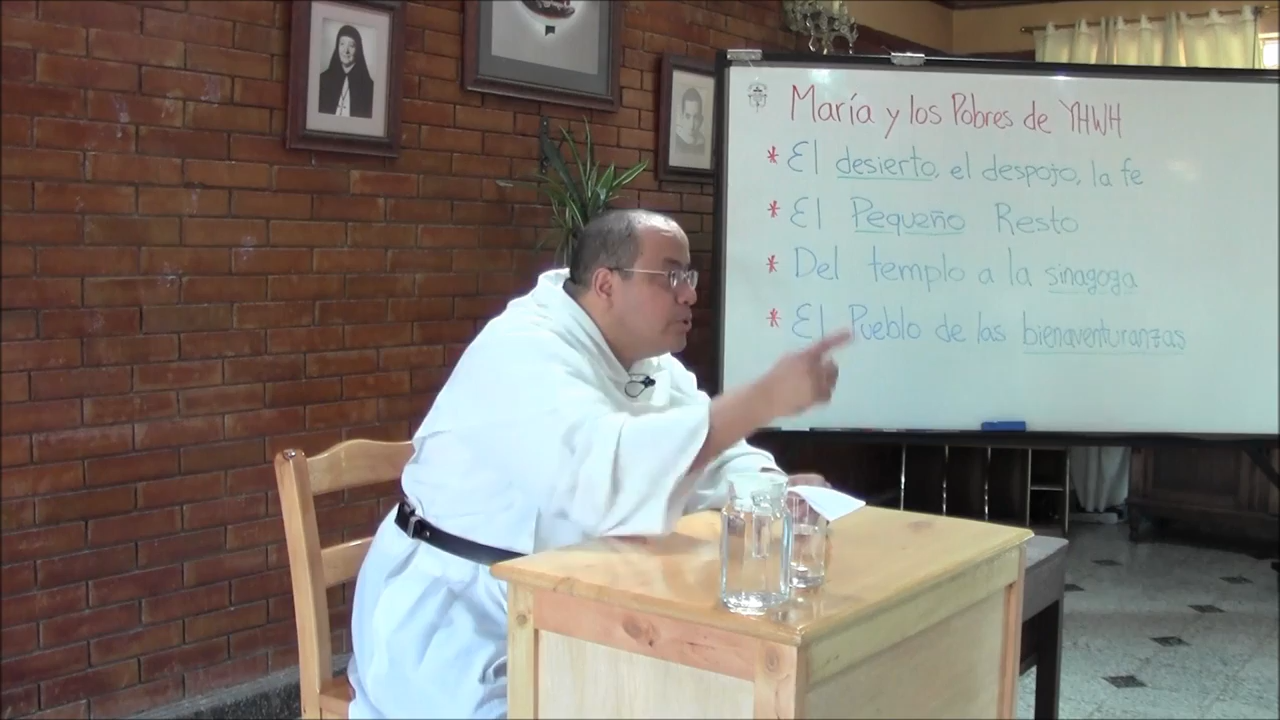 María y los Pobres de YHWH
* El desierto, el despojo, la fe
* El Pequeño Resto
* Del templo a la sinagoga
* El Pueblo de las bienaventuranzas